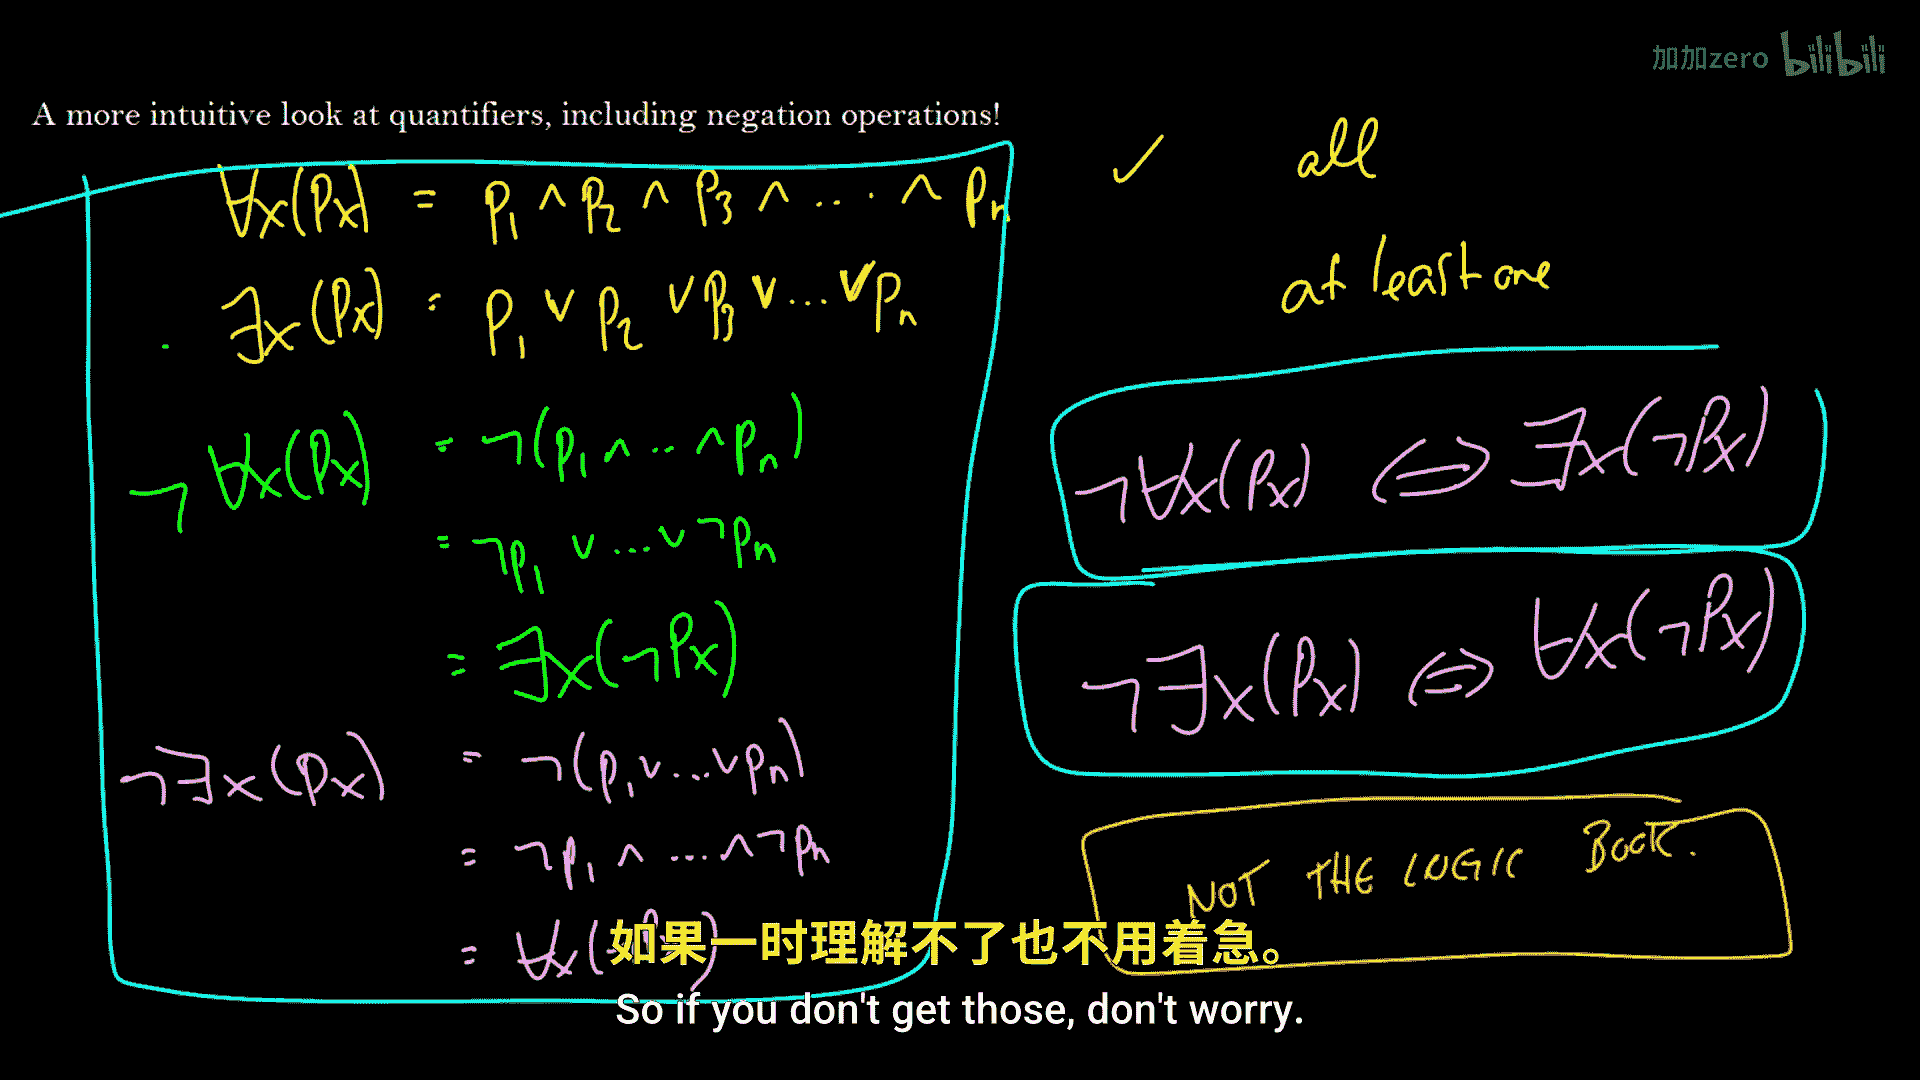 加加zero bilibili
A more intuitive look at quantifiers, including negation operations!
∀x(Px) = P₁ ∧ P₂ ∧ P₃ ∧ ... ∧ Pₙ
✓ all
∃x(Px) = P₁ ∨ P₂ ∨ P₃ ∨ ... ∨ Pₙ
at least one
¬∀x(Px) = ¬(P₁ ∧ ... ∧ Pₙ)
= ¬P₁ ∨ ... ∨ ¬Pₙ
= ∃x(¬Px)
¬∃x(Px) = ¬(P₁ ∨ ... ∨ Pₙ)
= ¬P₁ ∧ ... ∧ ¬Pₙ
= ∀x(
¬∀x(Px) ⇔ ∃x(¬Px)
¬∃x(Px) ⇔ ∀x(¬Px)
NOT THE LOGIC BOOK.
如果一时理解不了也不用着急。
So if you don't get those, don't worry.